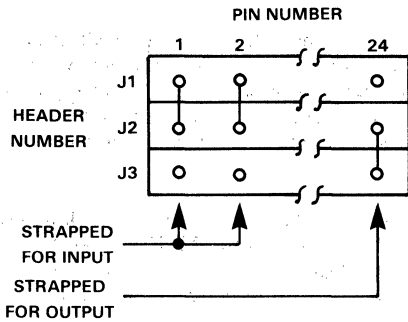 PIN NUMBER
1 2 24
J1
HEADER
NUMBER
J2
J3
STRAPPED
FOR INPUT
STRAPPED
FOR OUTPUT